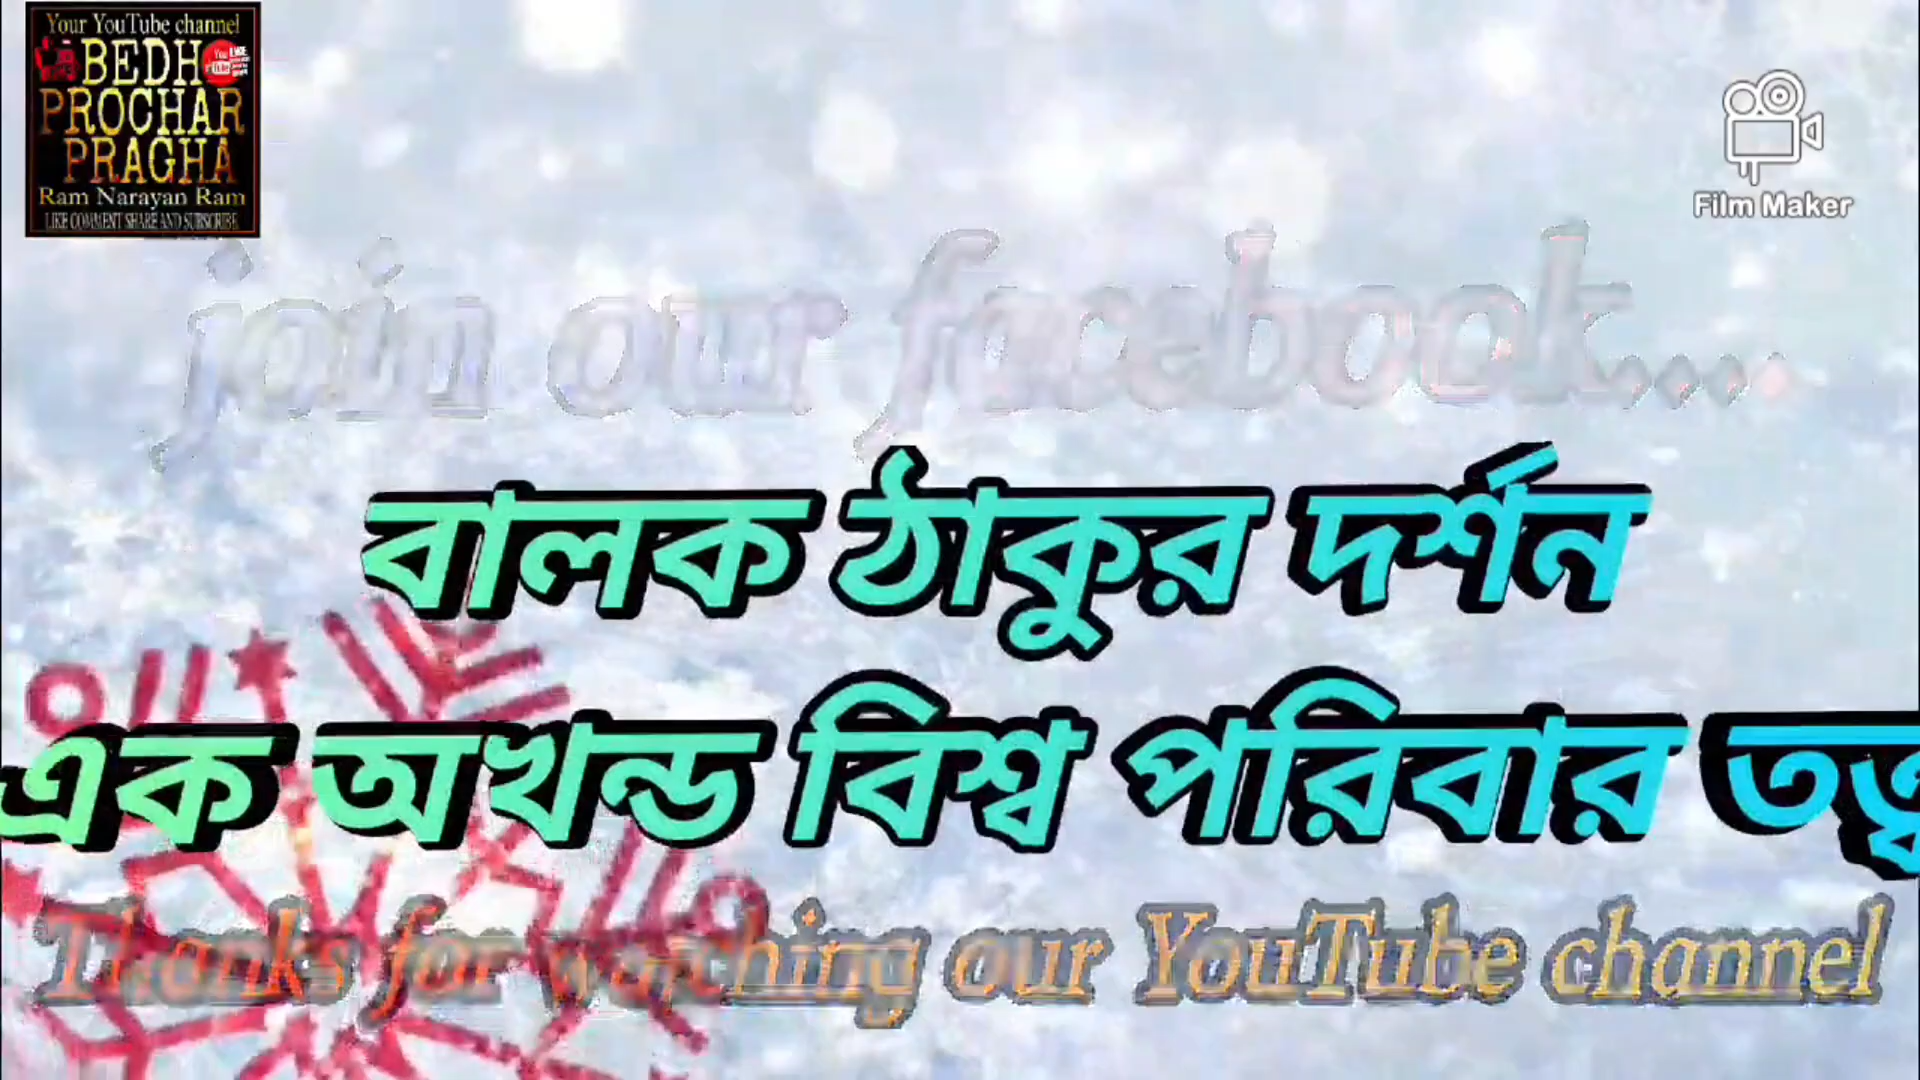 Your YouTube channel
BEDH
PROCHAR
PRAGHA
Ram Narayan Ram
LIKE COMMENT SHARE AND SUBSCRIBE
Film Maker
join our facebook....
বালক ঠাকুর দর্শন
এক অখন্ড বিশ্ব পরিবার তত্ত্ব
Thanks for watching our YouTube channel